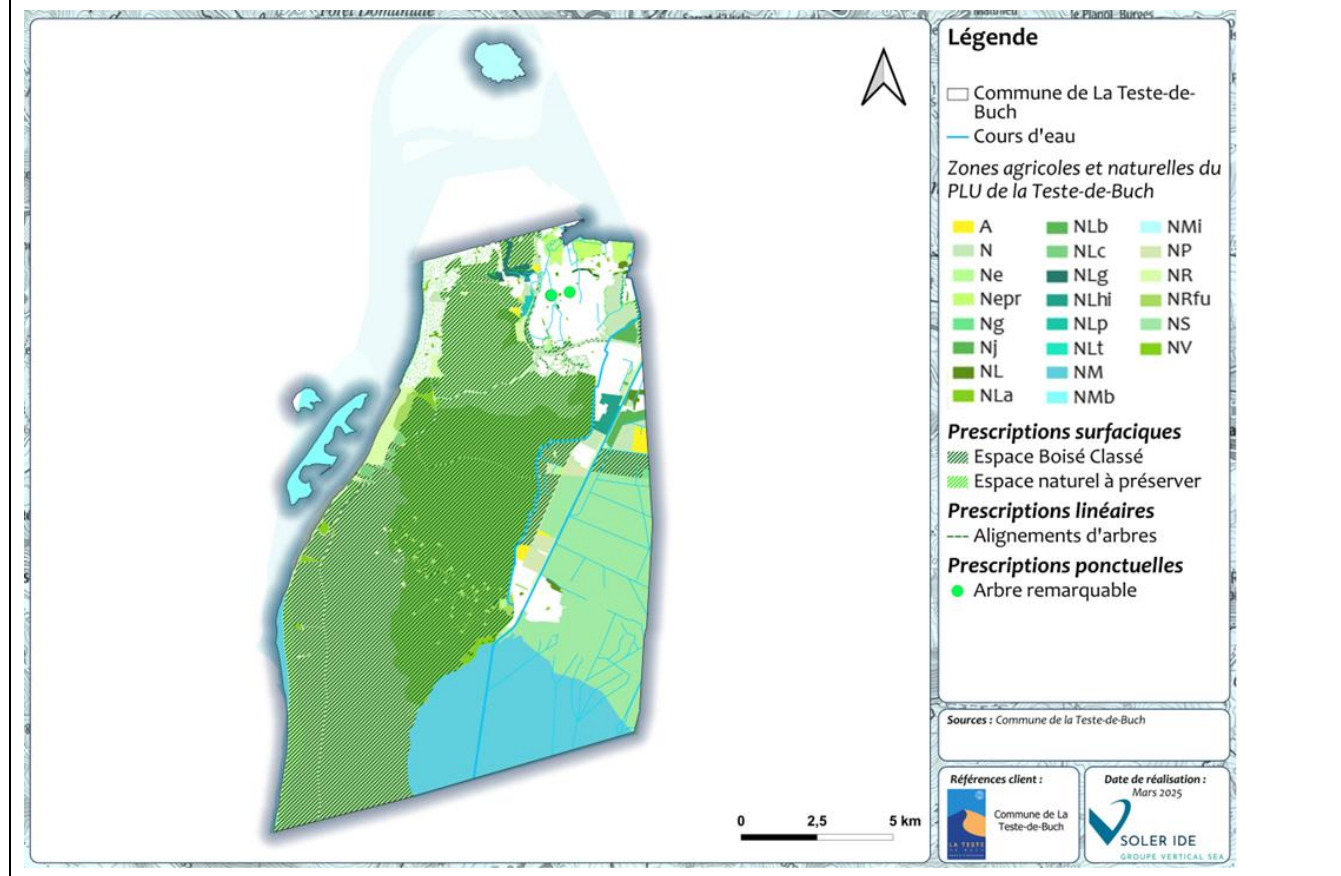 Forêt Domaniale
Légende
Commune de La Teste-de-
Buch
Cours d'eau
Zones agricoles et naturelles du
PLU de la Teste-de-Buch
A
N
Ne
Nepr
Ng
Nj
NL
NLa
NLb
NLc
NLg
NLhi
NLp
NLt
NM
NMb
NMi
NP
NR
NRfu
NS
NV
Prescriptions surfaciques
Espace Boisé Classé
Espace naturel à préserver
Prescriptions linéaires
Alignements d'arbres
Prescriptions ponctuelles
Arbre remarquable
0 2,5 5 km
Sources : Commune de la Teste-de-Buch
Références client :
LA TESTE
Commune de La
Teste-de-Buch
Date de réalisation :
Mars 2025
SOLER IDE
GROUPE VERTICAL SEA